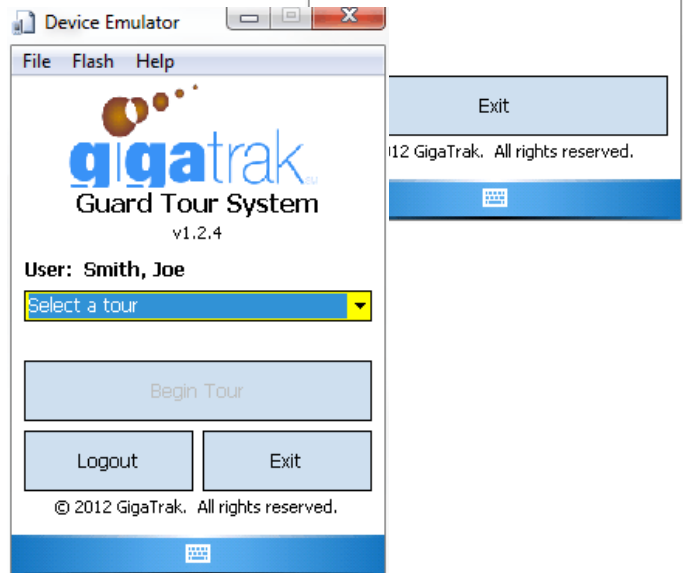 Device Emulator
File Flash Help
gigatrak
Guard Tour System
v1.2.4
User: Smith, Joe
Select a tour
Begin Tour
Logout Exit
© 2012 GigaTrak. All rights reserved.
Exit
12 GigaTrak. All rights reserved.